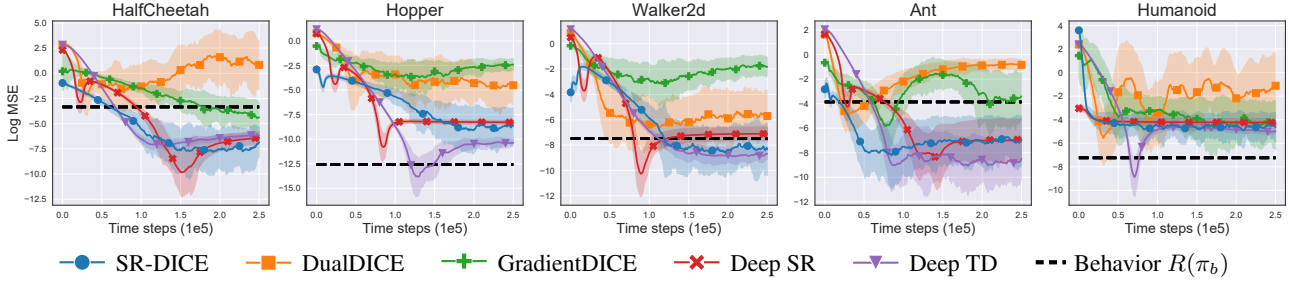 HalfCheetah
Hopper
Walker2d
Ant
Humanoid
Log MSE
5.0
2.5
0.0
−2.5
−5.0
−7.5
−10.0
−12.5
0.0 0.5 1.0 1.5 2.0 2.5
Time steps (1e5)
0.0
−2.5
−5.0
−7.5
−10.0
−12.5
−15.0
0.0 0.5 1.0 1.5 2.0 2.5
Time steps (1e5)
0
−2
−4
−6
−8
−10
−12
0.0 0.5 1.0 1.5 2.0 2.5
Time steps (1e5)
2
0
−2
−4
−6
−8
−10
−12
0.0 0.5 1.0 1.5 2.0 2.5
Time steps (1e5)
4
2
0
−2
−4
−6
−8
−10
0.0 0.5 1.0 1.5 2.0 2.5
Time steps (1e5)
SR-DICE DualDICE GradientDICE Deep SR Deep TD Behavior R(π_b)